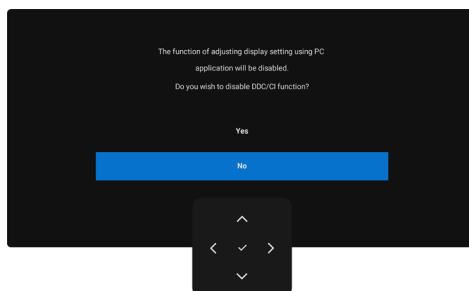 The function of adjusting display setting using PC
application will be disabled.
Do you wish to disable DDC/CI function?
Yes
No